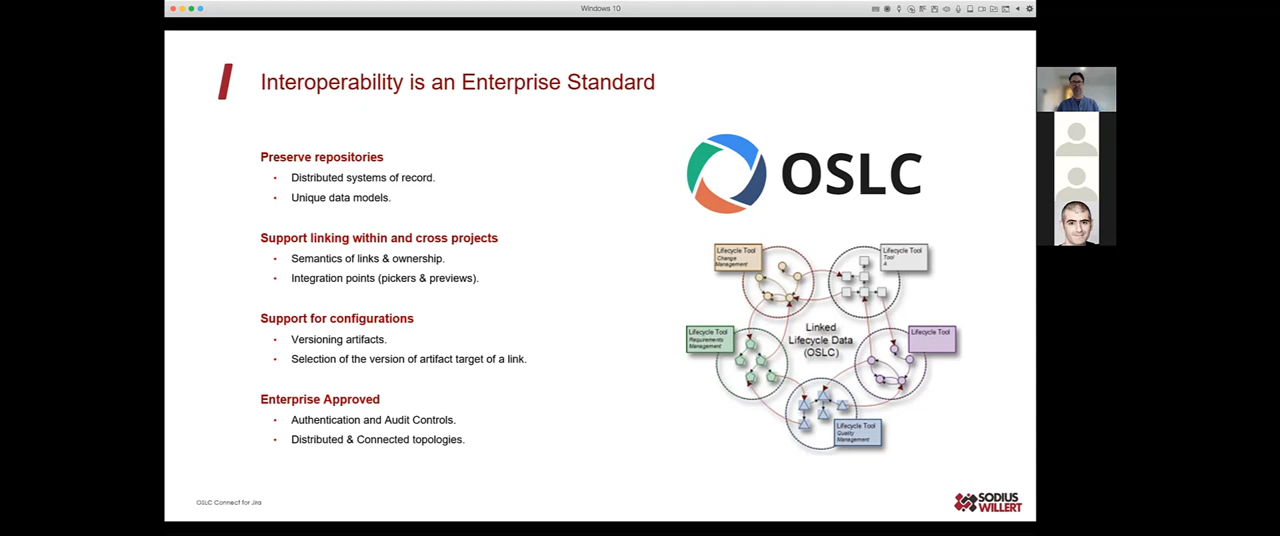 Windows 10
Interoperability is an Enterprise Standard
Preserve repositories
• Distributed systems of record.
• Unique data models.
Support linking within and cross projects
• Semantics of links & ownership.
• Integration points (pickers & previews).
Support for configurations
• Versioning artifacts.
• Selection of the version of artifact target of a link.
Enterprise Approved
• Authentication and Audit Controls.
• Distributed & Connected topologies.
OSLC
Lifecycle Tool
Change
Management
Lifecycle Tool
Tool
A
Lifecycle Tool
Requirements
Management
Linked
Lifecycle Data
(OSLC)
Lifecycle Tool
Lifecycle Tool
Quality
Management
OSLC Connect for Jira
SODIUS
WILLERT